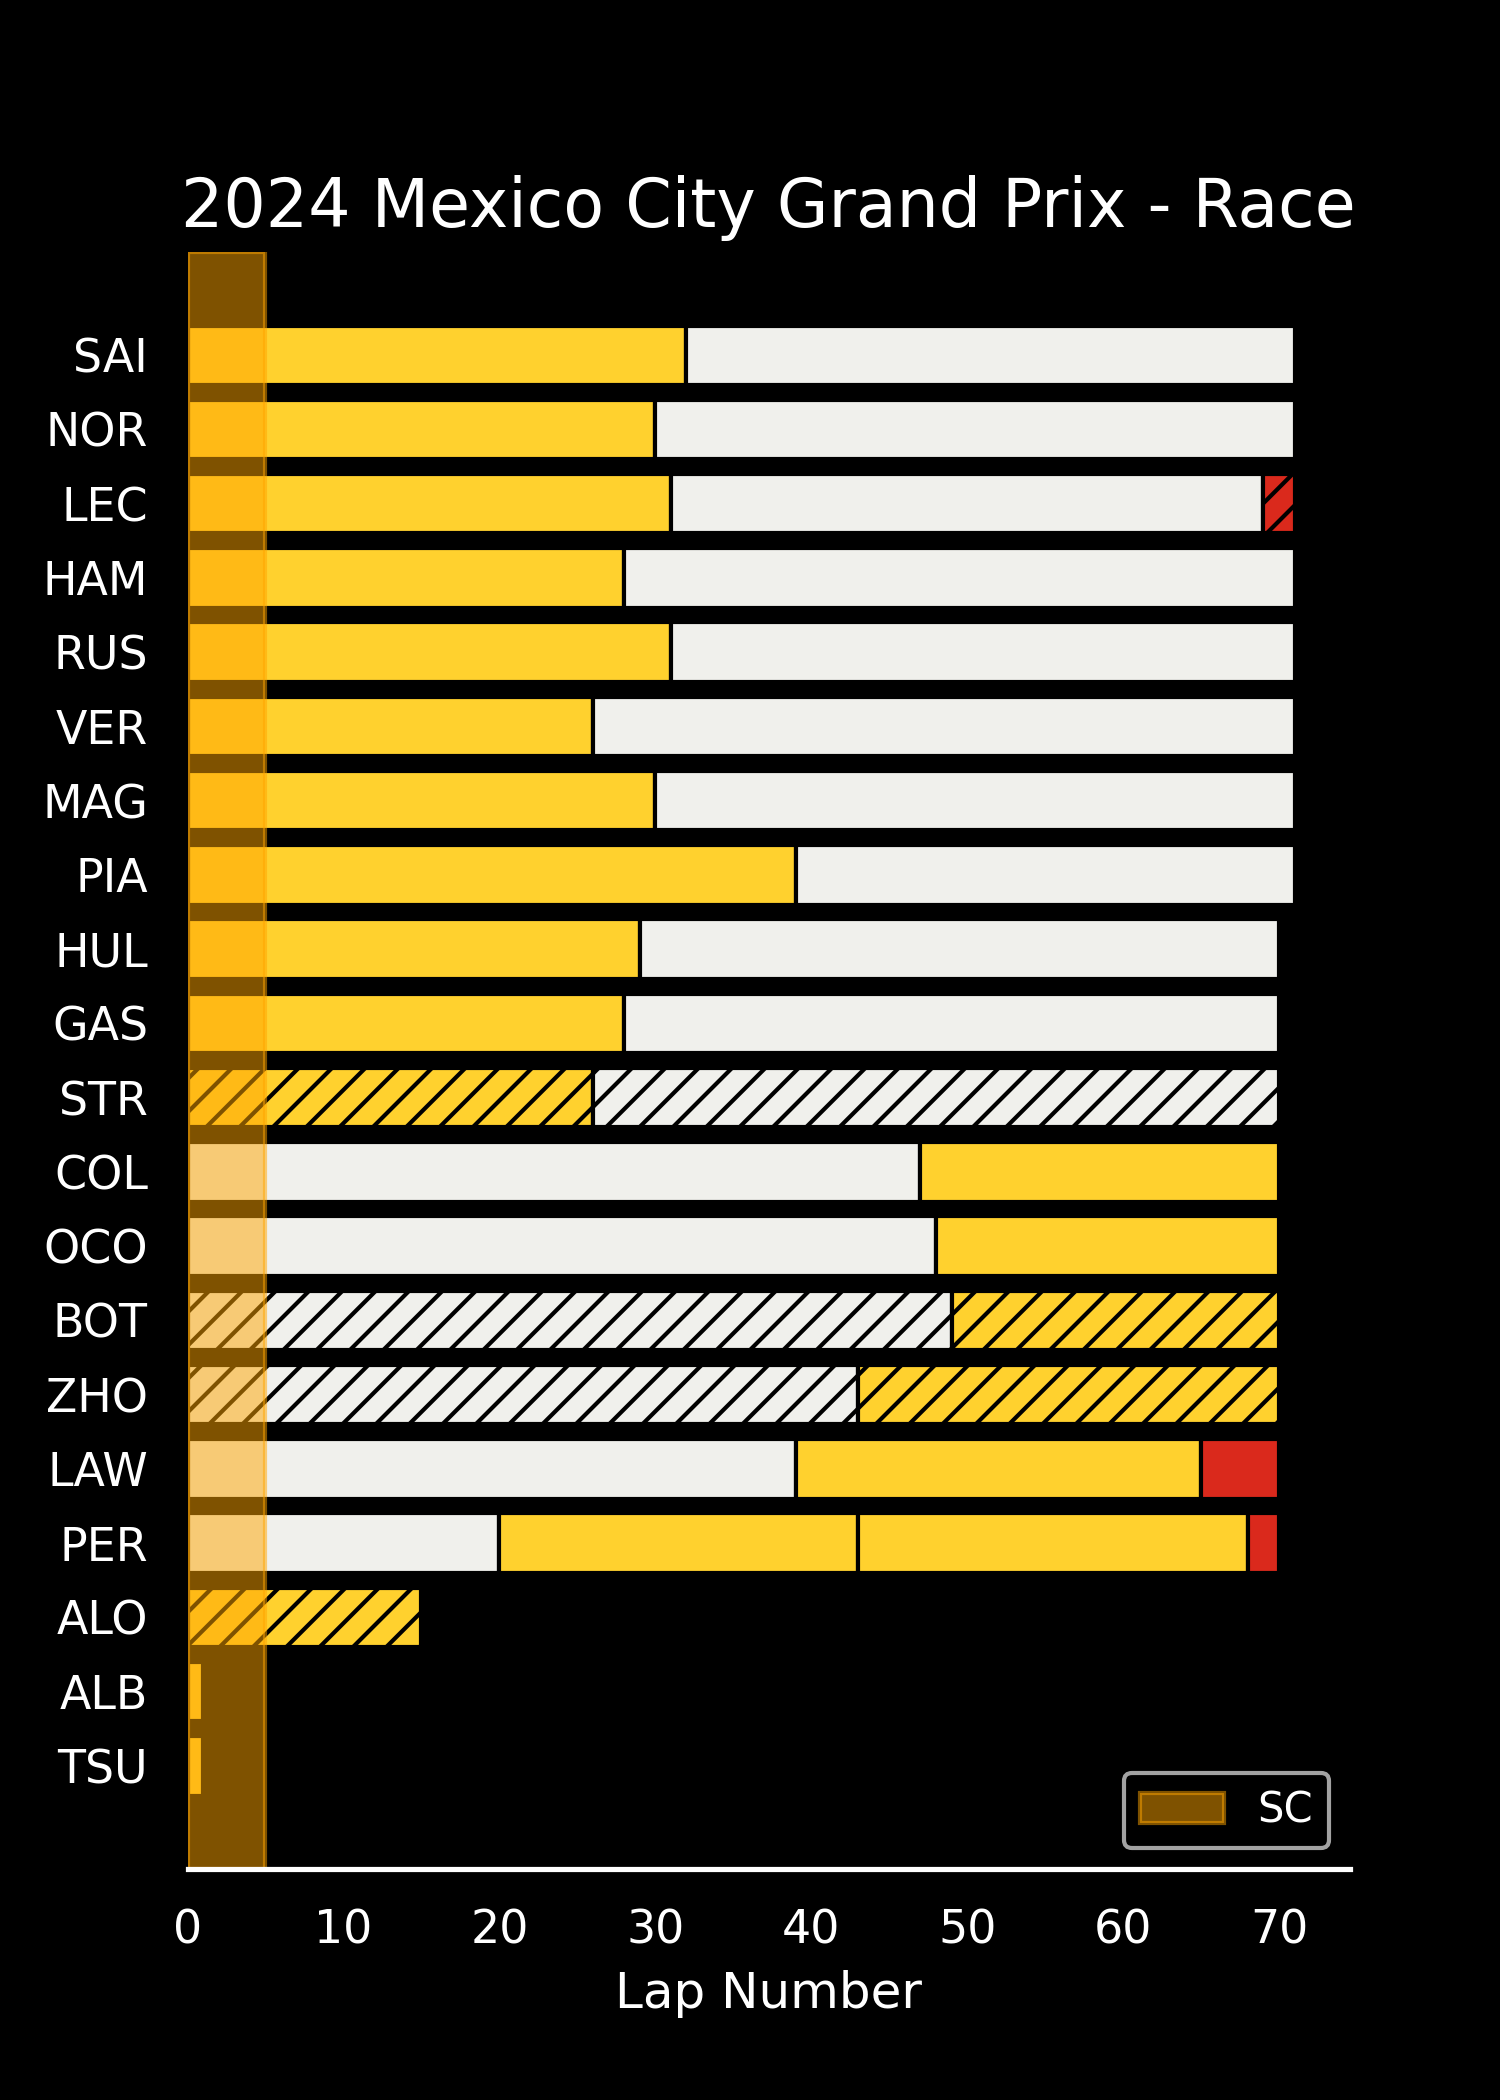 2024 Mexico City Grand Prix - Race
SAI
NOR
LEC
HAM
RUS
VER
MAG
PIA
HUL
GAS
STR
COL
OCO
BOT
ZHO
LAW
PER
ALO
ALB
TSU
SC
0 10 20 30 40 50 60 70
Lap Number